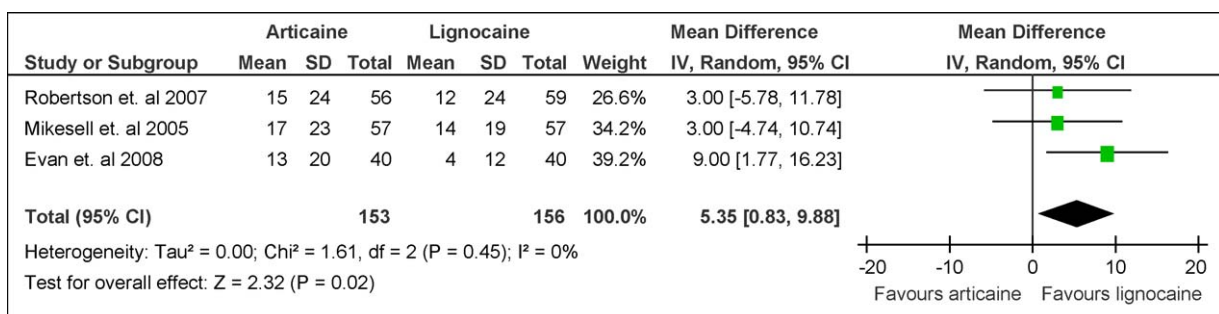 Articaine Lignocaine Mean Difference Mean Difference
Study or Subgroup Mean SD Total Mean SD Total Weight IV, Random, 95% CI IV, Random, 95% CI
Robertson et. al 2007 15 24 56 12 24 59 26.6% 3.00 [-5.78, 11.78]
Mikesell et. al 2005 17 23 57 14 19 57 34.2% 3.00 [-4.74, 10.74]
Evan et. al 2008 13 20 40 4 12 40 39.2% 9.00 [1.77, 16.23]
Total (95% CI) 153 156 100.0% 5.35 [0.83, 9.88]
Heterogeneity: Tau² = 0.00; Chi² = 1.61, df = 2 (P = 0.45); I² = 0%
Test for overall effect: Z = 2.32 (P = 0.02)
-20 -10 0 10 20
Favours articaine Favours lignocaine